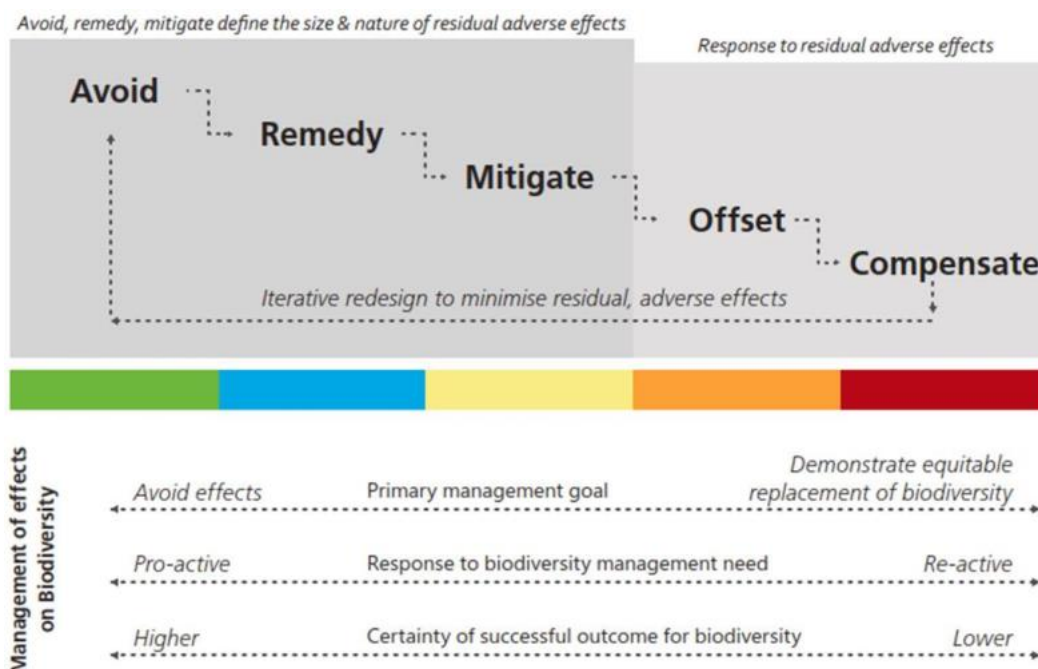 Avoid, remedy, mitigate define the size & nature of residual adverse effects
Response to residual adverse effects
Avoid
Remedy
Mitigate
Offset
Compensate
Iterative redesign to minimise residual, adverse effects
Management of effects
on Biodiversity
Avoid effects
Primary management goal
Demonstrate equitable
replacement of biodiversity
Pro-active
Response to biodiversity management need
Re-active
Higher
Certainty of successful outcome for biodiversity
Lower